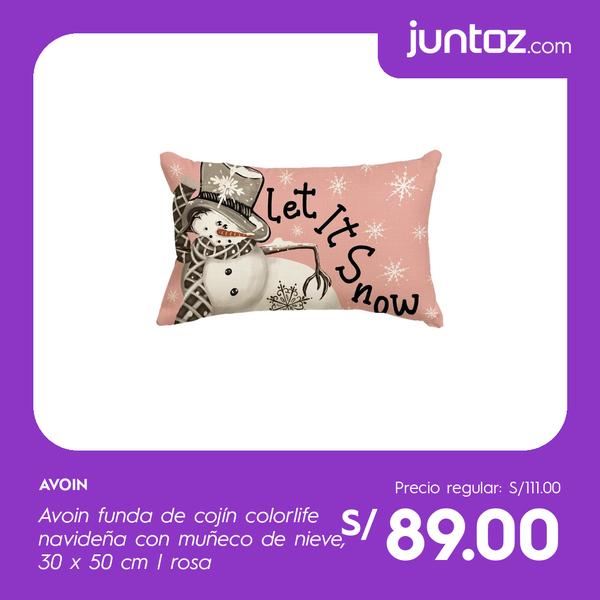 juntoz.com
Let It Snow
AVOIN
Avoin funda de cojín colorlife
navideña con muñeco de nieve,
30 x 50 cm | rosa
Precio regular: S/111.00
S/ 89.00